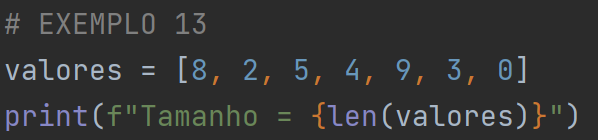 # EXEMPLO 13
valores = [8, 2, 5, 4, 9, 3, 0]
print(f"Tamanho = {len(valores)}")